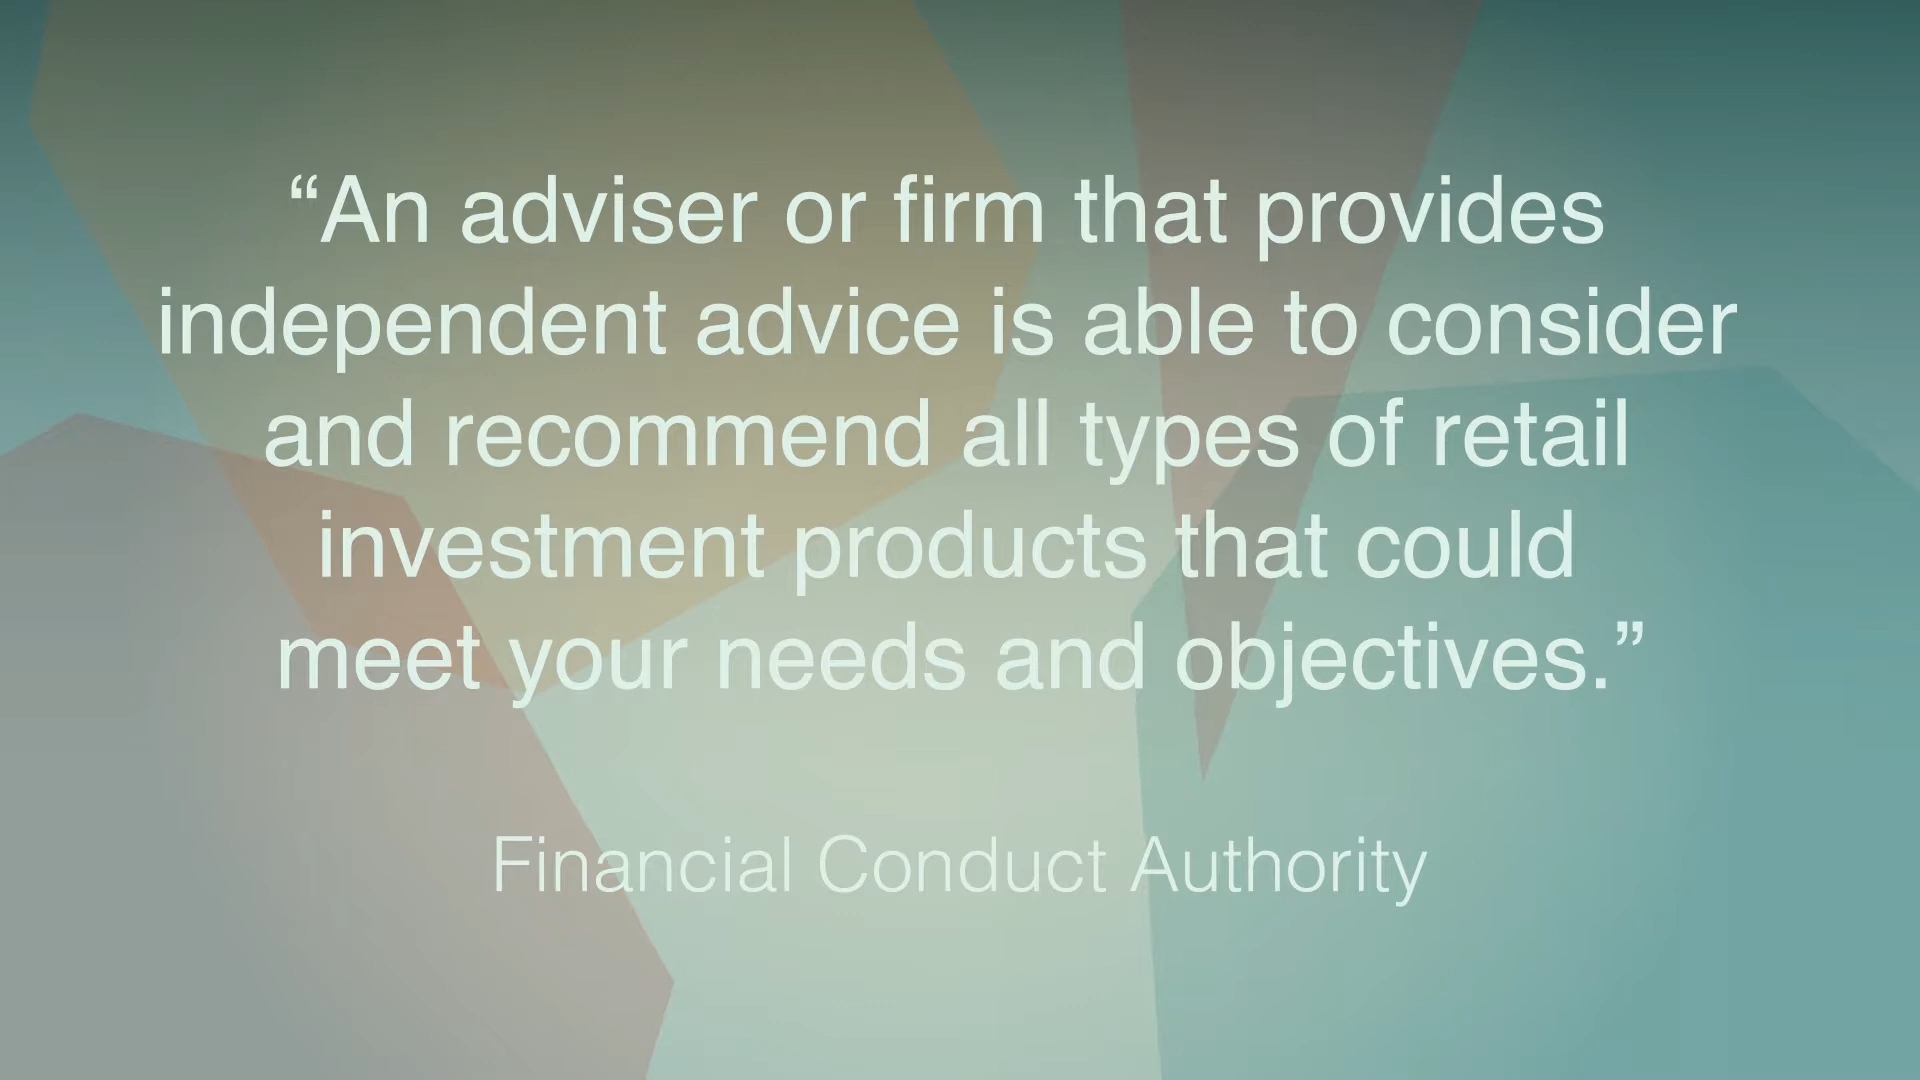 “An adviser or firm that provides
independent advice is able to consider
and recommend all types of retail
investment products that could
meet your needs and objectives.”
Financial Conduct Authority